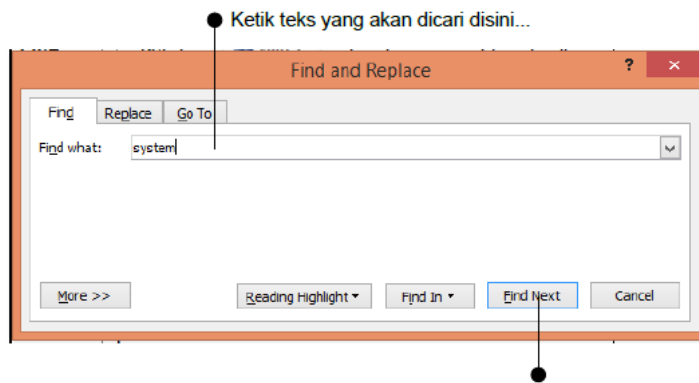 Ketik teks yang akan dicari disini...
Find and Replace ? ×
Find Replace Go To
Find what: system
More >> Reading Highlight Find In Find Next Cancel